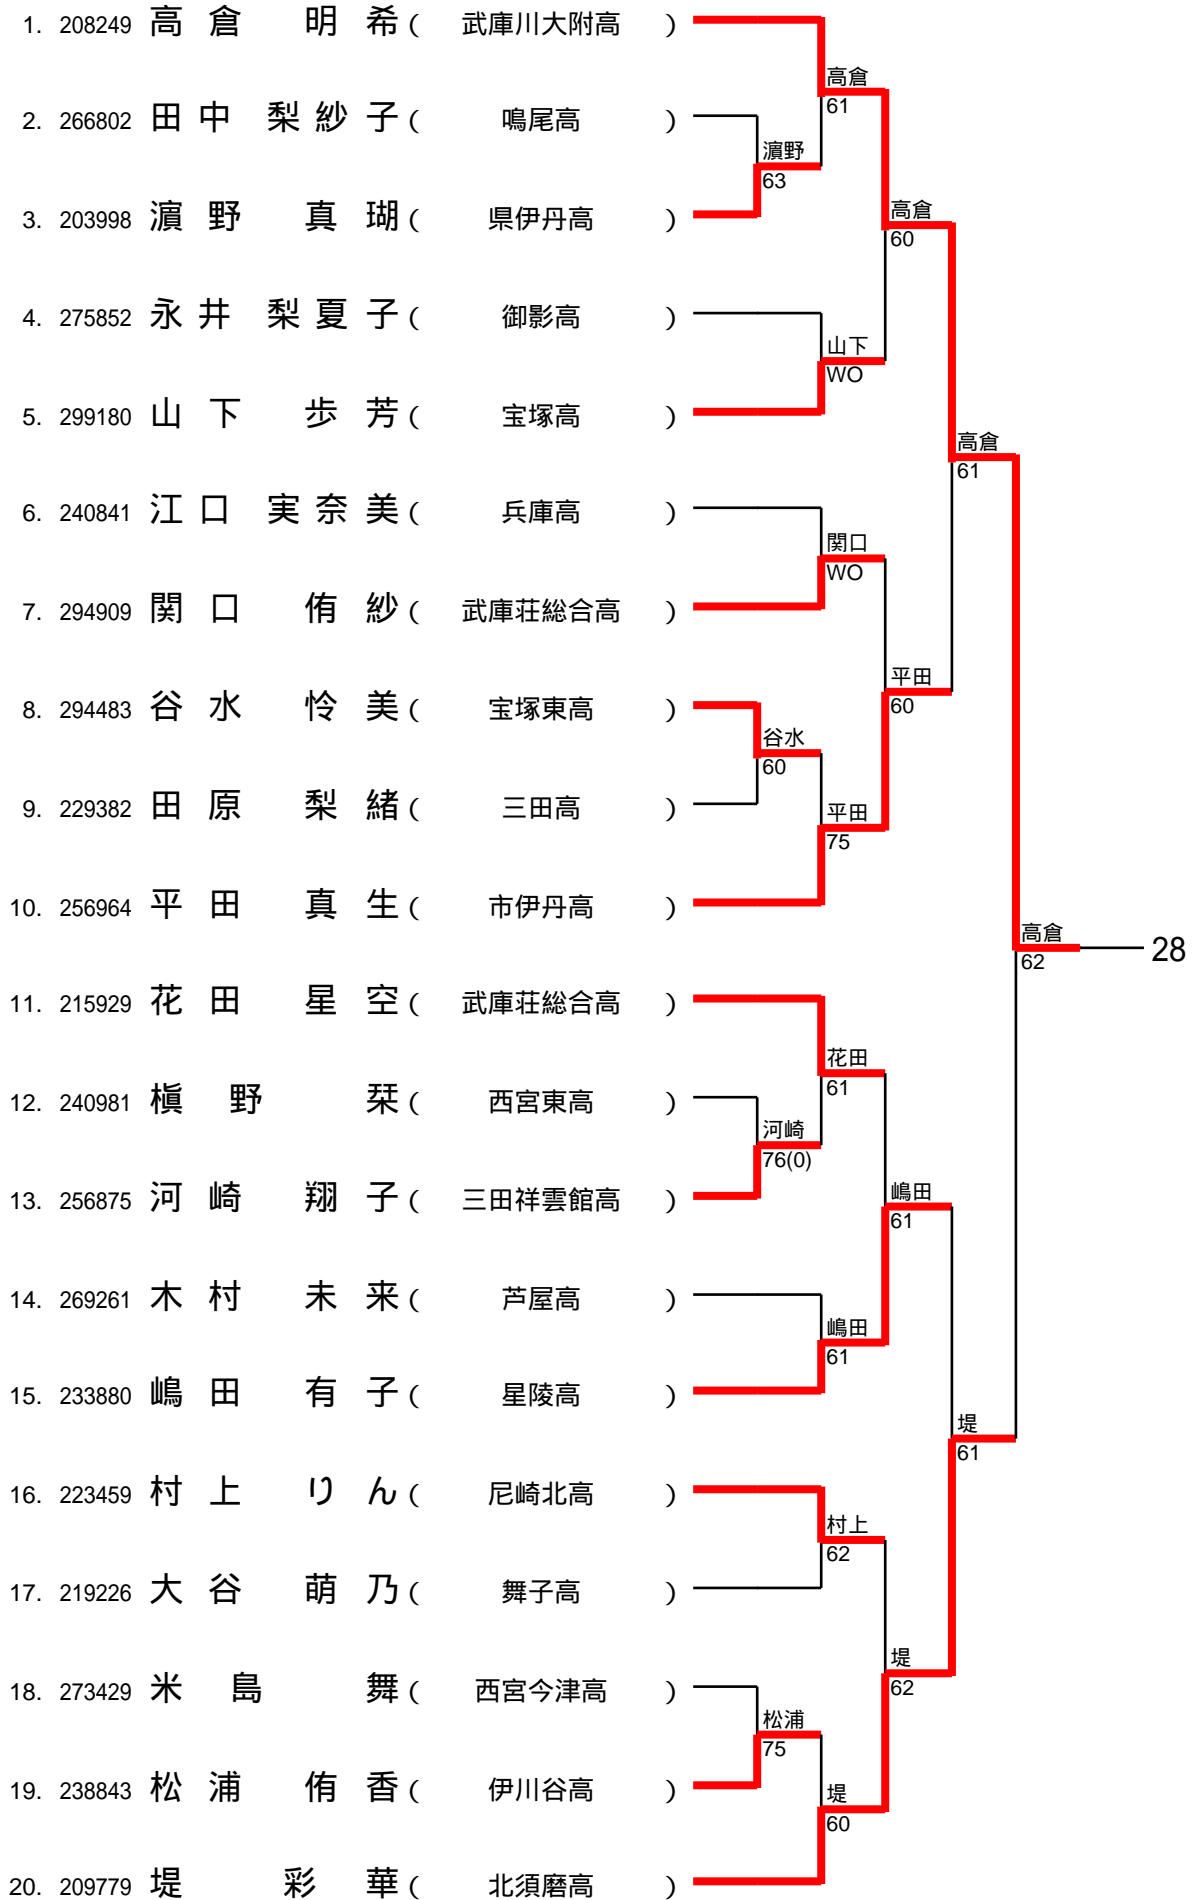 1. 208249 高倉 明希 ( 武庫川大附高 )
高倉
61
2. 266802 田中 梨紗子 ( 鳴尾高 )
濵野
63
3. 203998 濵野 真瑚 ( 県伊丹高 )
高倉
60
4. 275852 永井 梨夏子 ( 御影高 )
山下
WO
5. 299180 山下 歩芳 ( 宝塚高 )
高倉
61
6. 240841 江口 実奈美 ( 兵庫高 )
関口
WO
7. 294909 関口 侑紗 ( 武庫荘総合高 )
平田
60
8. 294483 谷水 怜美 ( 宝塚東高 )
谷水
60
9. 229382 田原 梨緒 ( 三田高 )
平田
75
10. 256964 平田 真生 ( 市伊丹高 )
高倉
62
28
11. 215929 花田 星空 ( 武庫荘総合高 )
花田
61
12. 240981 槇野 栞 ( 西宮東高 )
河崎
76(0)
13. 256875 河崎 翔子 ( 三田祥雲館高 )
嶋田
61
14. 269261 木村 未来 ( 芦屋高 )
嶋田
61
15. 233880 嶋田 有子 ( 星陵高 )
堤
61
16. 223459 村上 りん ( 尼崎北高 )
村上
62
17. 219226 大谷 萌乃 ( 舞子高 )
堤
62
18. 273429 米島 舞 ( 西宮今津高 )
松浦
75
19. 238843 松浦 侑香 ( 伊川谷高 )
堤
60
20. 209779 堤 彩華 ( 北須磨高 )